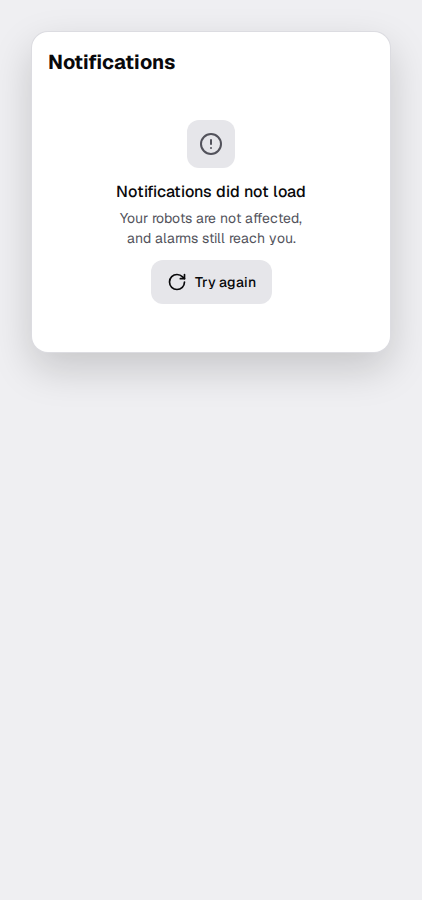 Notifications
Notifications did not load
Your robots are not affected,
and alarms still reach you.
Try again